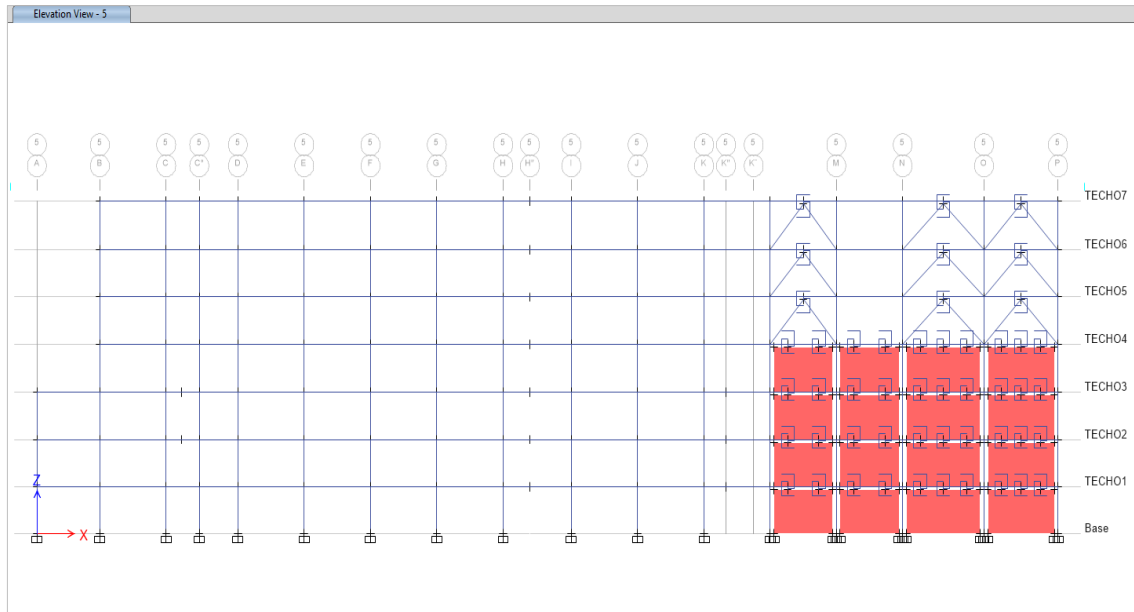 Elevation View - 5
5 5 5 5 5 5 5 5 5 5 5 5 5 5 5 5 5 5 5
A B C C" D E F G H H" I J K K" K' M N O P
TECHO7
TECHO6
TECHO5
TECHO4
TECHO3
TECHO2
TECHO1
Base
Z
X